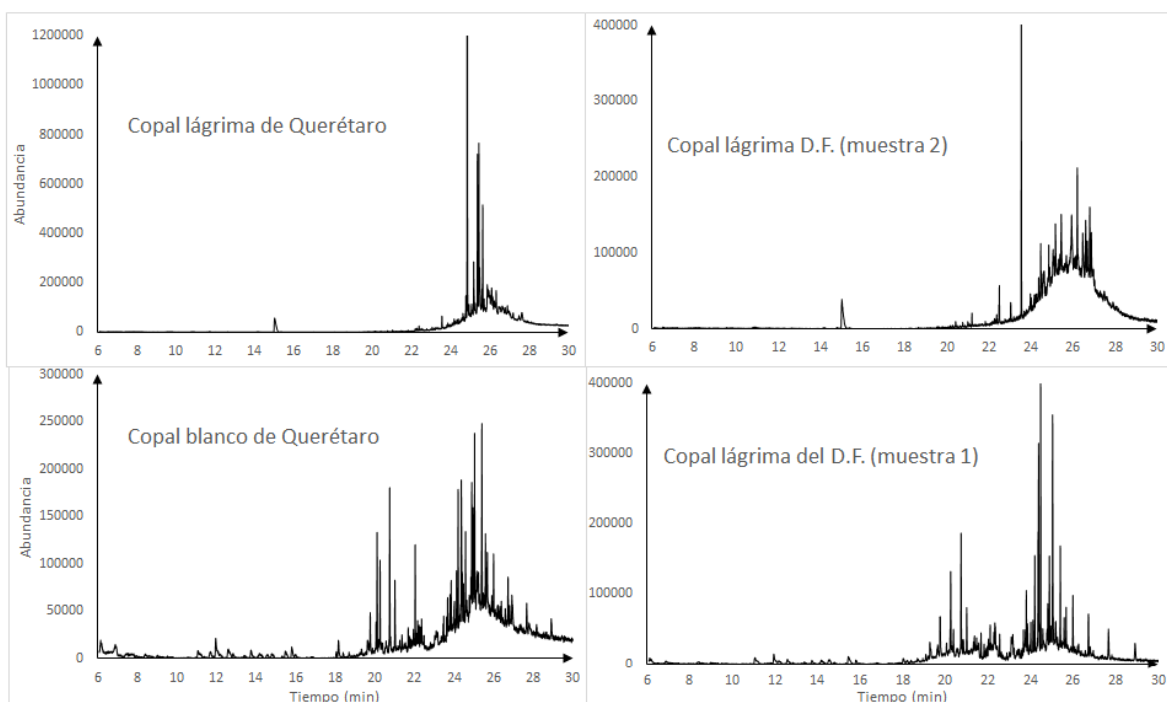 1200000
1000000
800000
600000
400000
200000
0
Abundancia
Copal lágrima de Querétaro
6 8 10 12 14 16 18 20 22 24 26 28 30
400000
300000
200000
100000
0
Copal lágrima D.F. (muestra 2)
6 8 10 12 14 16 18 20 22 24 26 28 30
300000
250000
200000
150000
100000
50000
0
Abundancia
Copal blanco de Querétaro
6 8 10 12 14 16 18 20 22 24 26 28 30
Tiempo (min)
400000
300000
200000
100000
0
Copal lágrima del D.F. (muestra 1)
6 8 10 12 14 16 18 20 22 24 26 28 30
Tiempo (min)